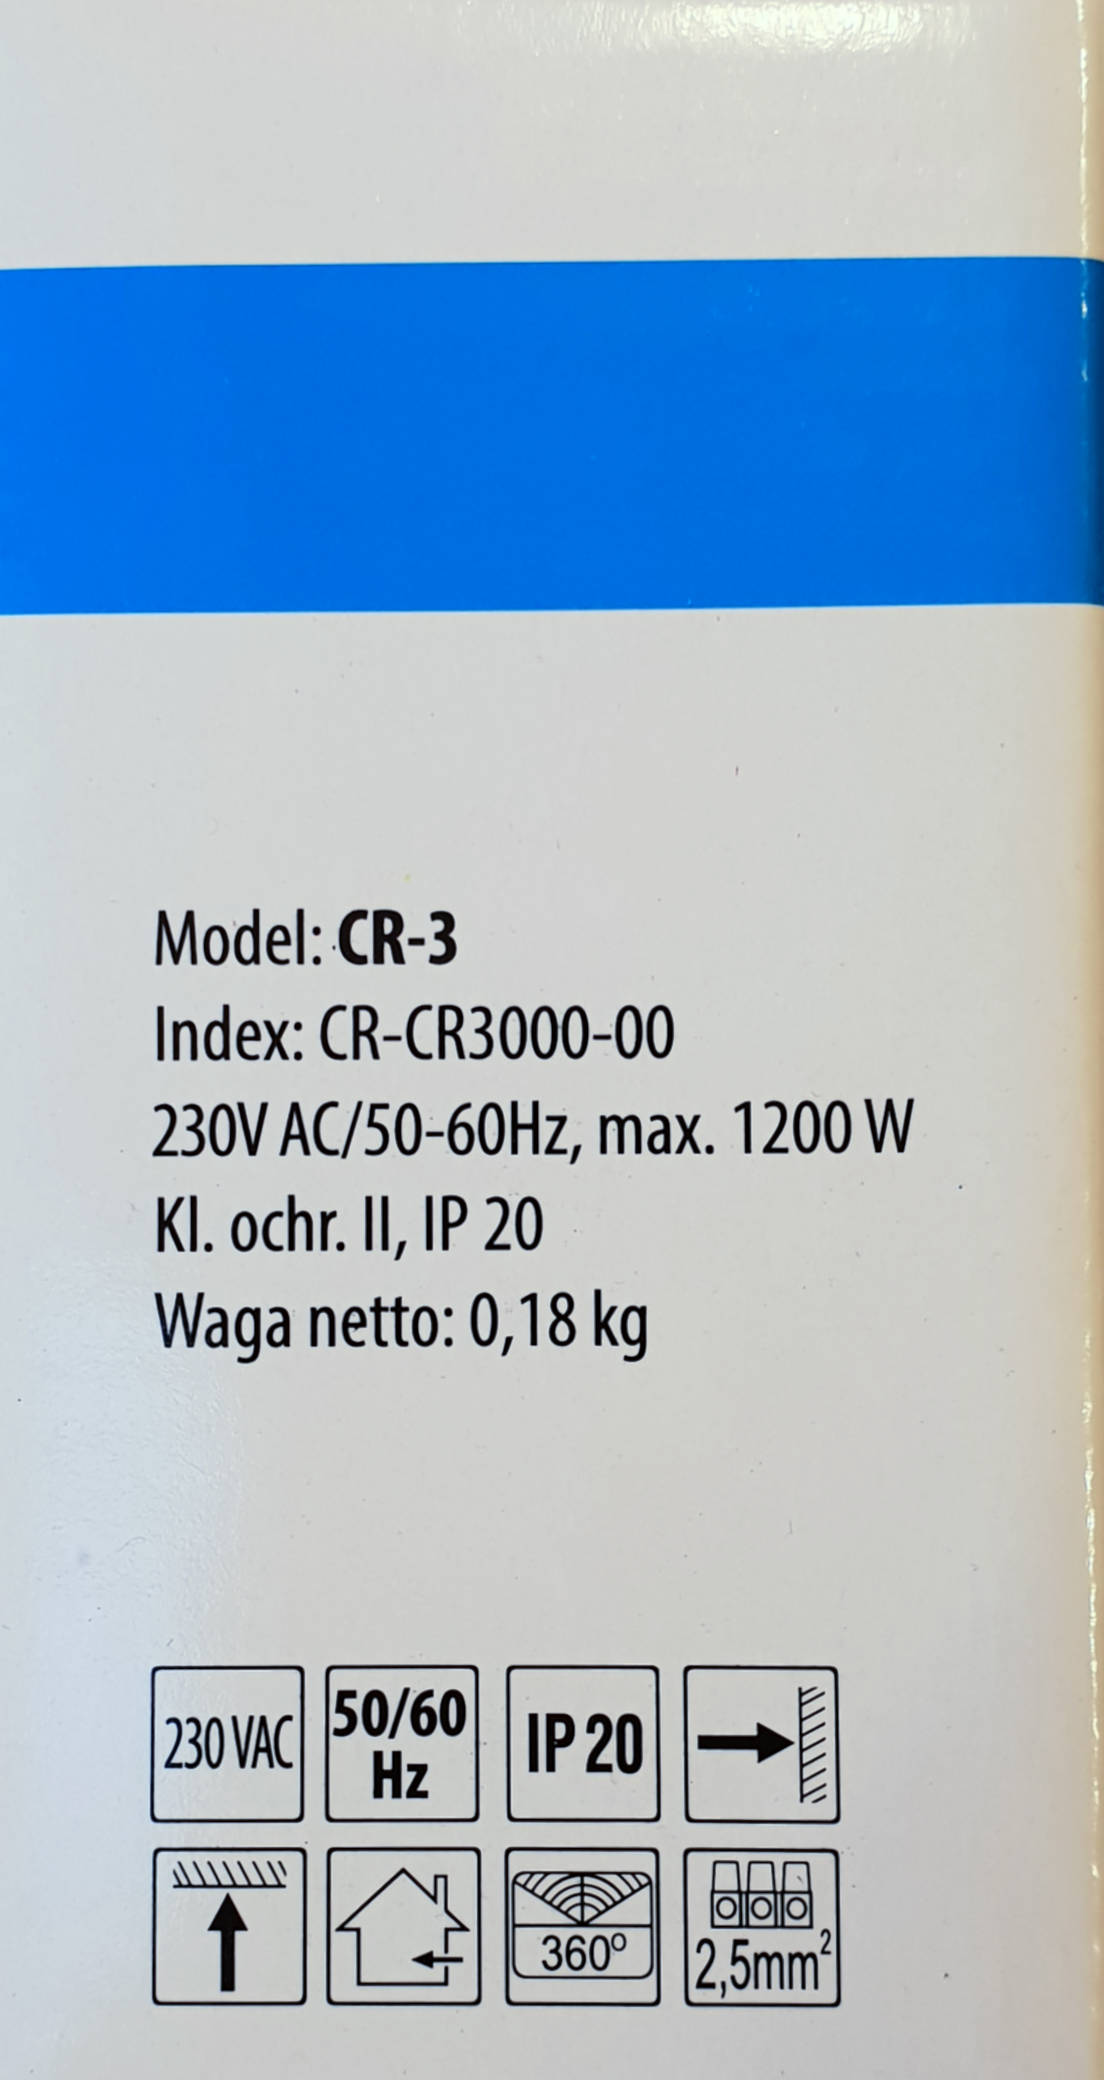 Model: CR-3
Index: CR-CR3000-00
230V AC/50-60Hz, max. 1200 W
Kl. ochr. II, IP 20
Waga netto: 0,18 kg
230 VAC
50/60
Hz
IP 20
360°
2,5mm²